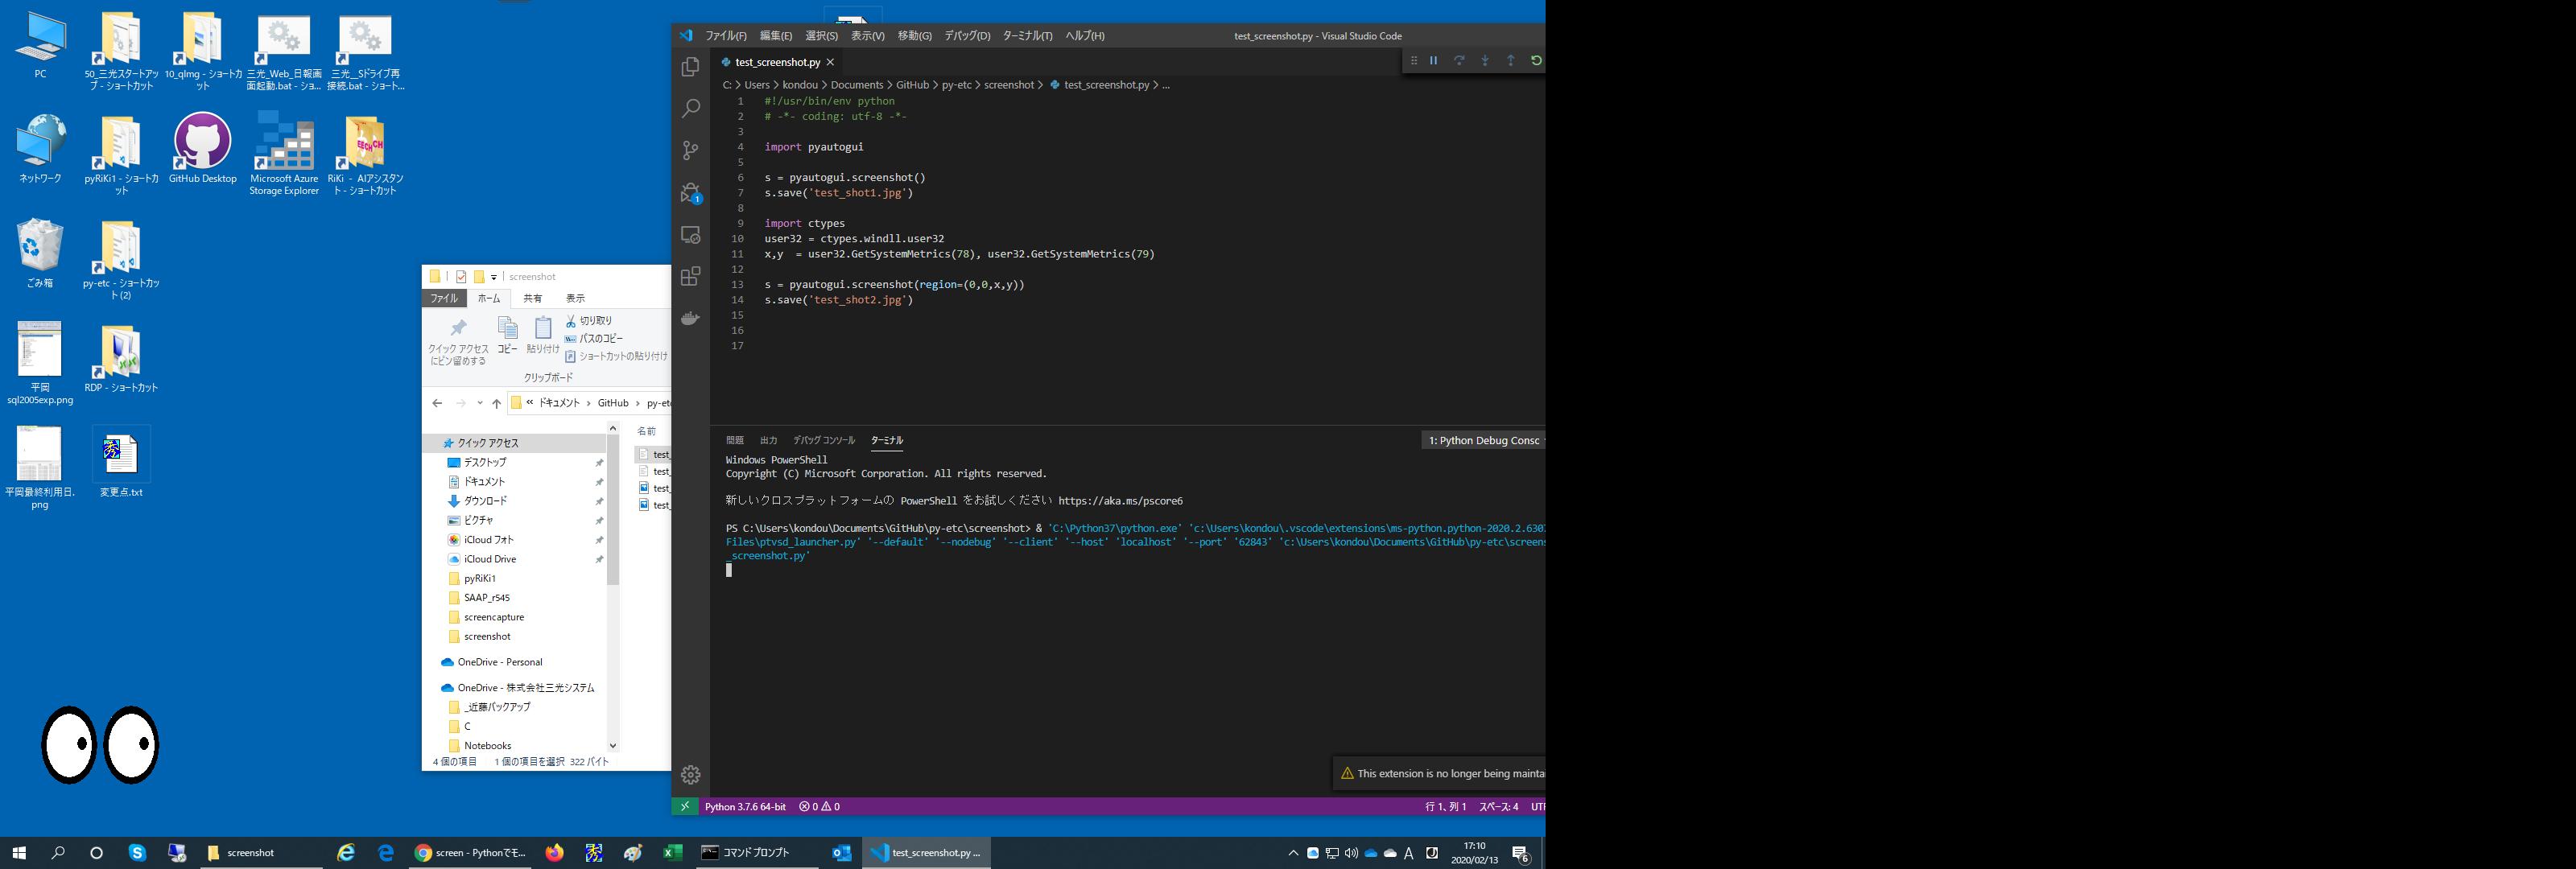 PC
50_三光スタートアッ
プ - ショートカット
10_qImg - ショートカ
ット
三光_Web_日報画
面起動.bat - ショ...
三光__Sドライブ再
接続.bat - ショート...
ネットワーク
pyRiKi1 - ショートカ
ット
GitHub Desktop
Microsoft Azure
Storage Explorer
RiKi - AIアシスタン
ト - ショートカット
ごみ箱
py-etc - ショートカッ
ト (2)
平岡
sql2005exp.png
RDP - ショートカット
平岡最終利用日.
png
変更点.txt
screenshot
ファイル ホーム 共有 表示
クイック アクセス
にピン留めする
コピー
貼り付け
切り取り
パスのコピー
ショートカットの貼り付け
クリップボード
« ドキュメント › GitHub › py-etc
名前
クイック アクセス
デスクトップ
ドキュメント
ダウンロード
ピクチャ
iCloud フォト
iCloud Drive
pyRiKi1
SAAP_r545
screencapture
screenshot
OneDrive - Personal
OneDrive - 株式会社三光システム
_近藤バックアップ
C
Notebooks
test_
test_
test_
test_
4 個の項目 1 個の項目を選択 322 バイト
ファイル(F) 編集(E) 選択(S) 表示(V) 移動(G) デバッグ(D) ターミナル(T) ヘルプ(H) test_screenshot.py - Visual Studio Code
test_screenshot.py
C: > Users > kondou > Documents > GitHub > py-etc > screenshot > test_screenshot.py > ...
1 #!/usr/bin/env python
2 # -*- coding: utf-8 -*-
3
4 import pyautogui
5
6 s = pyautogui.screenshot()
7 s.save('test_shot1.jpg')
8
9 import ctypes
10 user32 = ctypes.windll.user32
11 x,y  = user32.GetSystemMetrics(78), user32.GetSystemMetrics(79)
12
13 s = pyautogui.screenshot(region=(0,0,x,y))
14 s.save('test_shot2.jpg')
15
16
17
1
問題 出力 デバッグ コンソール ターミナル
1: Python Debug Consc
Windows PowerShell
Copyright (C) Microsoft Corporation. All rights reserved.
新しいクロスプラットフォームの PowerShell をお試しください https://aka.ms/pscore6
PS C:\Users\kondou\Documents\GitHub\py-etc\screenshot> & 'C:\Python37\python.exe' 'c:\Users\kondou\.vscode\extensions\ms-python.python-2020.2.6307
Files\ptvsd_launcher.py' '--default' '--nodebug' '--client' '--host' 'localhost' '--port' '62843' 'c:\Users\kondou\Documents\GitHub\py-etc\screens
_screenshot.py'
This extension is no longer being mainta
Python 3.7.6 64-bit 0 0
行 1、列 1 スペース: 4 UTF
screenshot
screen - Pythonでモ...
コマンド プロンプト
test_screenshot.py ...
A
17:10
2020/02/13
6